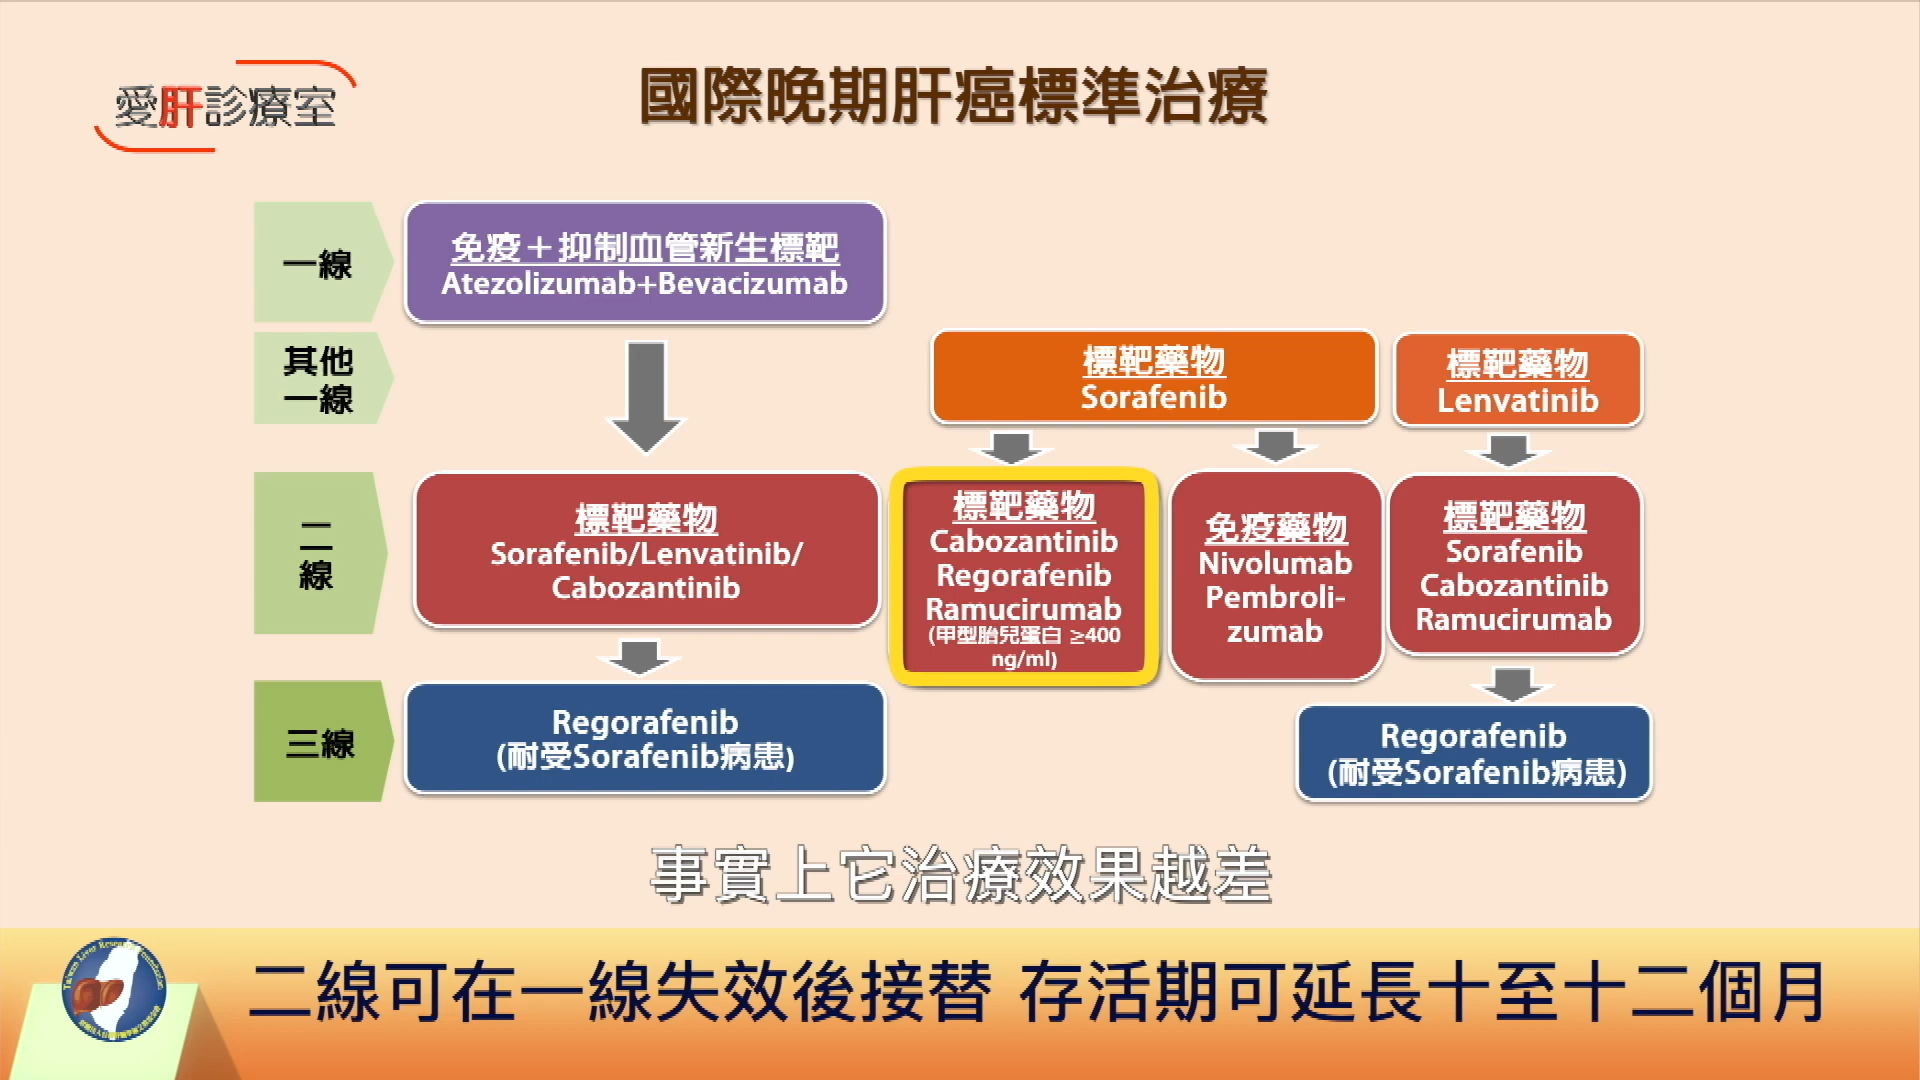 愛肝診療室
國際晚期肝癌標準治療
一線
免疫＋抑制血管新生標靶
Atezolizumab+Bevacizumab
其他
一線
標靶藥物
Sorafenib
標靶藥物
Lenvatinib
二
線
標靶藥物
Sorafenib/Lenvatinib/
Cabozantinib
標靶藥物
Cabozantinib
Regorafenib
Ramucirumab
(甲型胎兒蛋白 ≥400
ng/ml)
免疫藥物
Nivolumab
Pembroli-
zumab
標靶藥物
Sorafenib
Cabozantinib
Ramucirumab
三線
Regorafenib
(耐受Sorafenib病患)
Regorafenib
(耐受Sorafenib病患)
事實上它治療效果越差
Taiwan Liver Research Foundation
二線可在一線失效後接替 存活期可延長十至十二個月